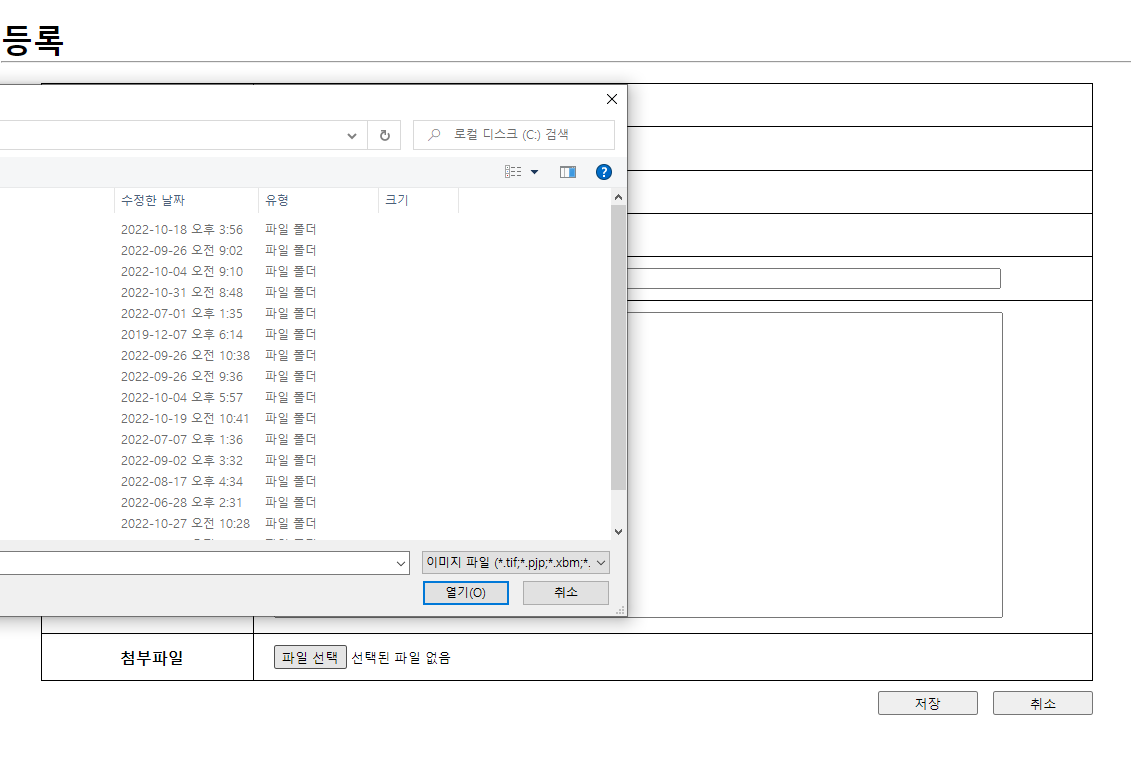 등록
로컬 디스크 (C:) 검색
수정한 날짜 유형 크기
2022-10-18 오후 3:56 파일 폴더
2022-09-26 오전 9:02 파일 폴더
2022-10-04 오전 9:10 파일 폴더
2022-10-31 오전 8:48 파일 폴더
2022-07-01 오후 1:35 파일 폴더
2019-12-07 오후 6:14 파일 폴더
2022-09-26 오전 10:38 파일 폴더
2022-09-26 오전 9:36 파일 폴더
2022-10-04 오후 5:57 파일 폴더
2022-10-19 오전 10:41 파일 폴더
2022-07-07 오후 1:36 파일 폴더
2022-09-02 오후 3:32 파일 폴더
2022-08-17 오후 4:34 파일 폴더
2022-06-28 오후 2:31 파일 폴더
2022-10-27 오전 10:28 파일 폴더
이미지 파일 (*.tif;*.pjp;*.xbm;*.
열기(O) 취소
첨부파일 파일 선택 선택된 파일 없음
저장 취소